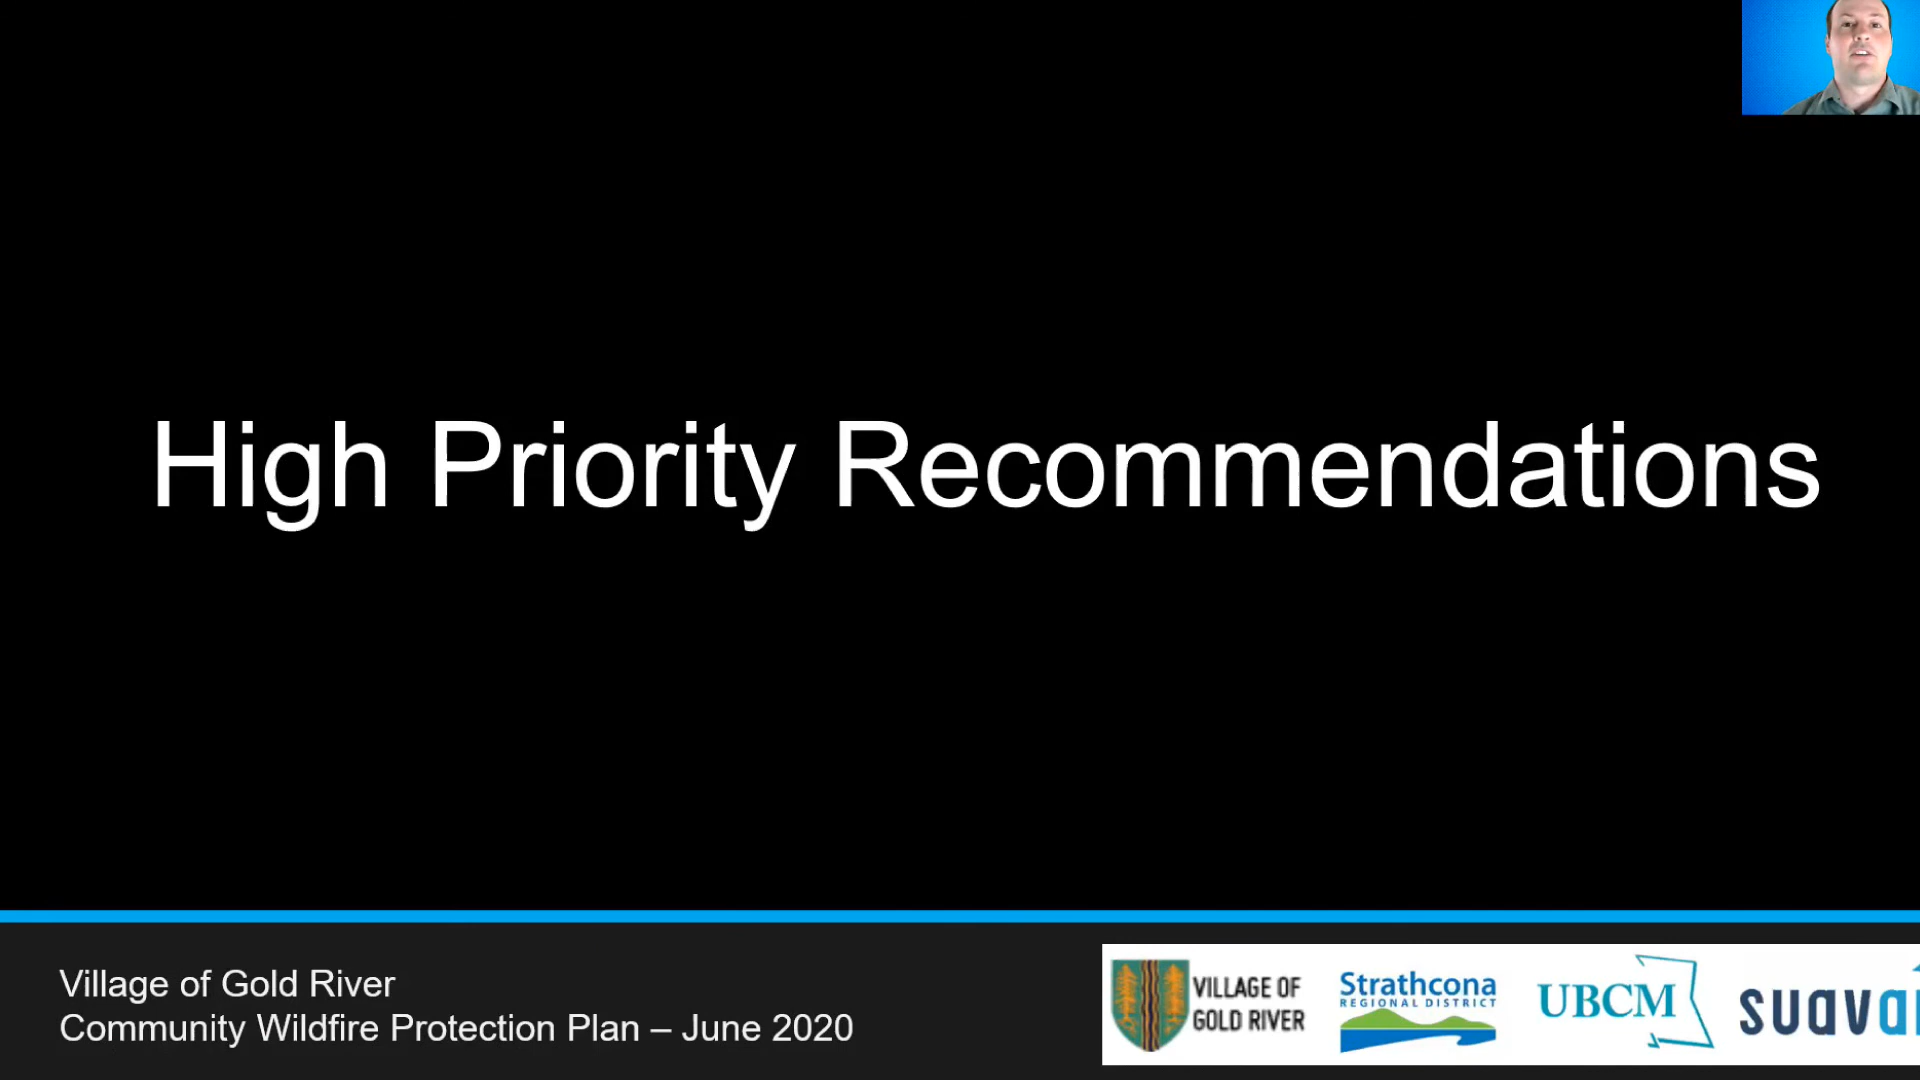 High Priority Recommendations
Village of Gold River
Community Wildfire Protection Plan – June 2020
VILLAGE OF
GOLD RIVER
Strathcona
REGIONAL DISTRICT
UBCM